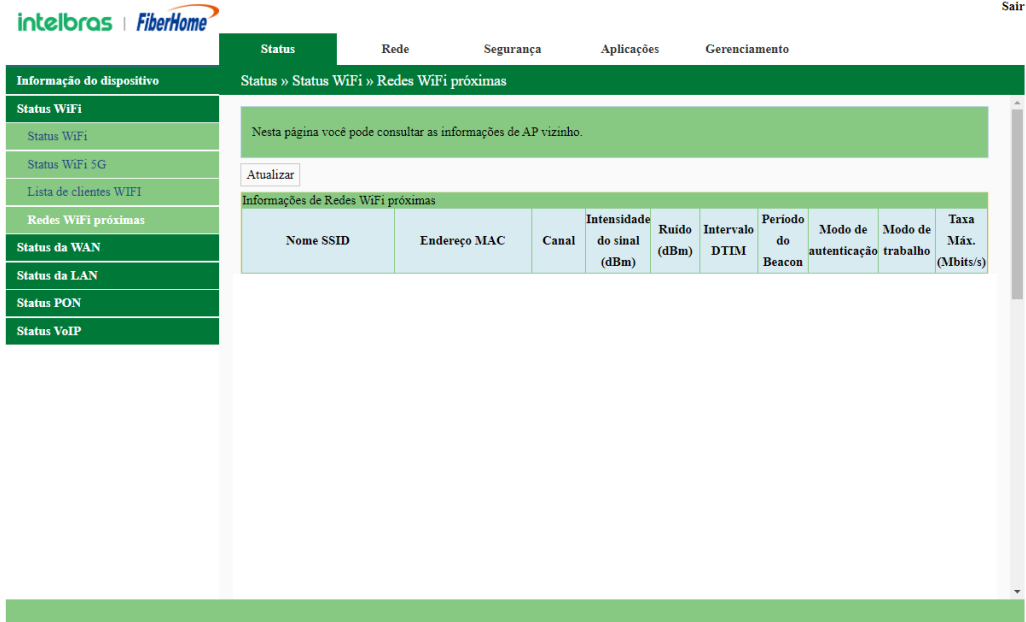 Sair
intelbras | FiberHome
Status Rede Segurança Aplicações Gerenciamento
Informação do dispositivo
Status » Status WiFi » Redes WiFi próximas
Status WiFi
Status WiFi
Status WiFi 5G
Lista de clientes WIFI
Redes WiFi próximas
Status da WAN
Status da LAN
Status PON
Status VoIP
Nesta página você pode consultar as informações de AP vizinho.
Atualizar
Informações de Redes WiFi próximas
Nome SSID
Endereço MAC
Canal
Intensidade
do sinal
(dBm)
Ruído
(dBm)
Intervalo
DTIM
Período
do
Beacon
Modo de
autenticação
Modo de
trabalho
Taxa
Máx.
(Mbits/s)